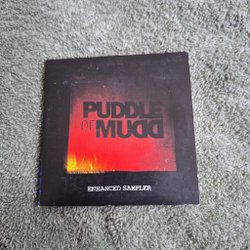 PUDDLE
OF MUDD
ENHANCED SAMPLER